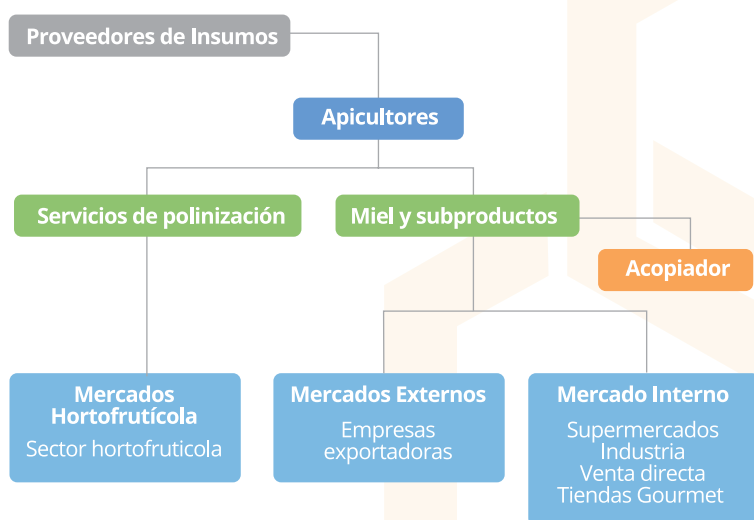 Proveedores de Insumos
Apicultores
Servicios de polinización
Miel y subproductos
Acopiador
Mercados
Hortofrutícola
Sector hortofruticola
Mercados Externos
Empresas
exportadoras
Mercado Interno
Supermercados
Industria
Venta directa
Tiendas Gourmet